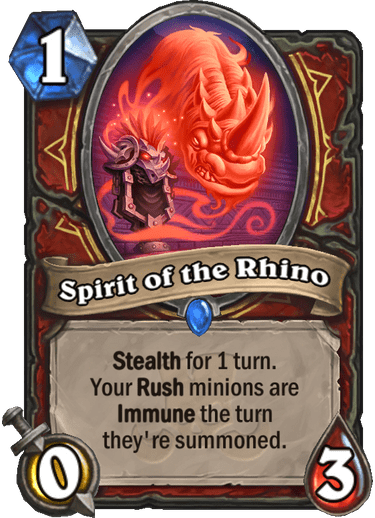 1
Spirit of the Rhino
Stealth for 1 turn.
Your Rush minions are
Immune the turn
they're summoned.
0
3